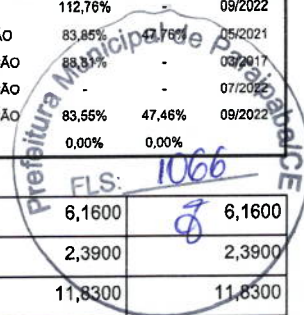 112,76% - 09/2022
ÃO 83,85% 47,76% 05/2021
ÇÃO 88,81% - 03/2017
ÃO - - 07/2022
ÃO 83,55% 47,46% 09/2022
0,00% 0,00%
Prefeitura Municipal de Paraipaba/CE
FLS: 1066
6,1600 6,1600
2,3900 2,3900
11,8300 11,8300